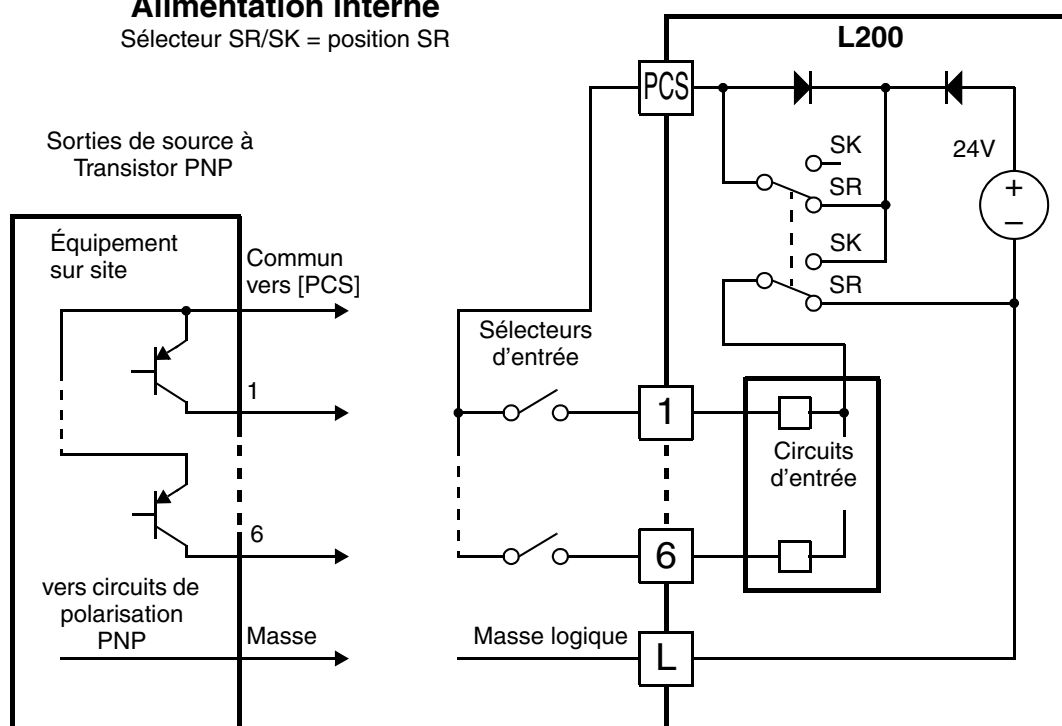 Alimentation interne
Sélecteur SR/SK = position SR
L200
PCS
SK
SR
24V
+
–
SK
SR
Sorties de source à
Transistor PNP
Équipement
sur site
Commun
vers [PCS]
1
6
vers circuits de
polarisation
PNP
Masse
Sélecteurs
d'entrée
1
Circuits
d'entrée
6
Masse logique
L